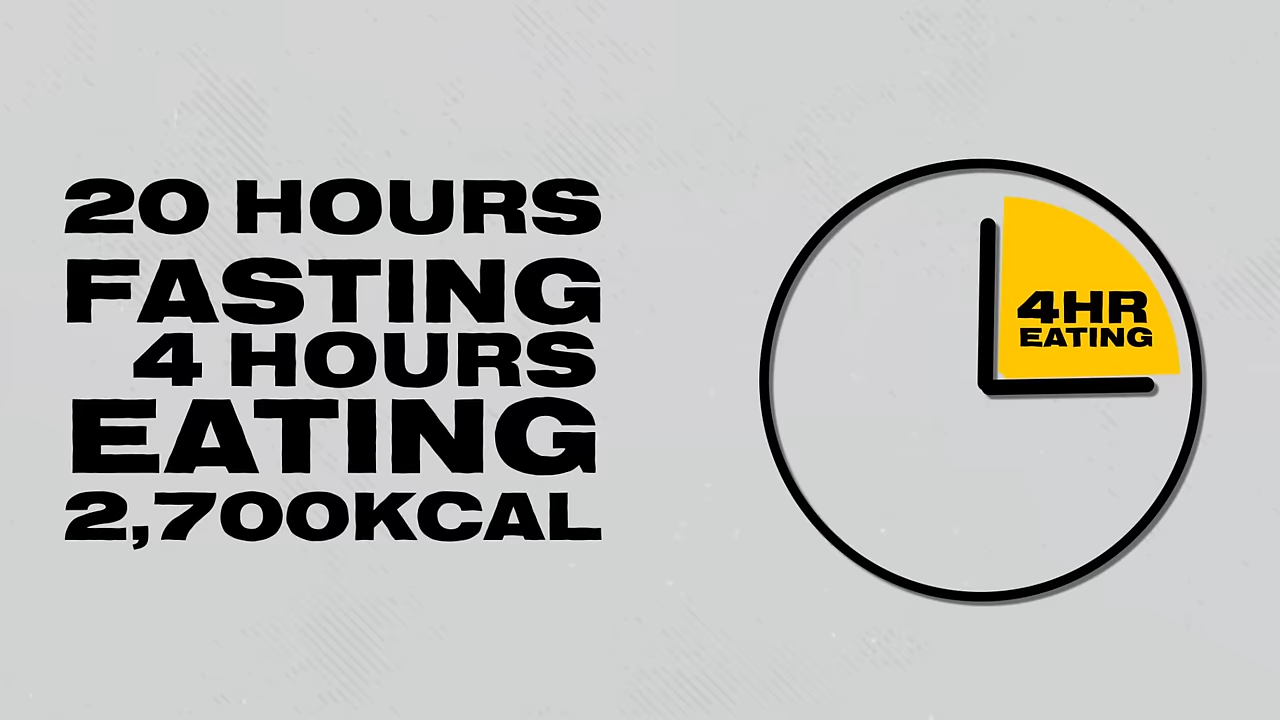 20 HOURS
FASTING
4 HOURS
EATING
2,700KCAL
4HR
EATING